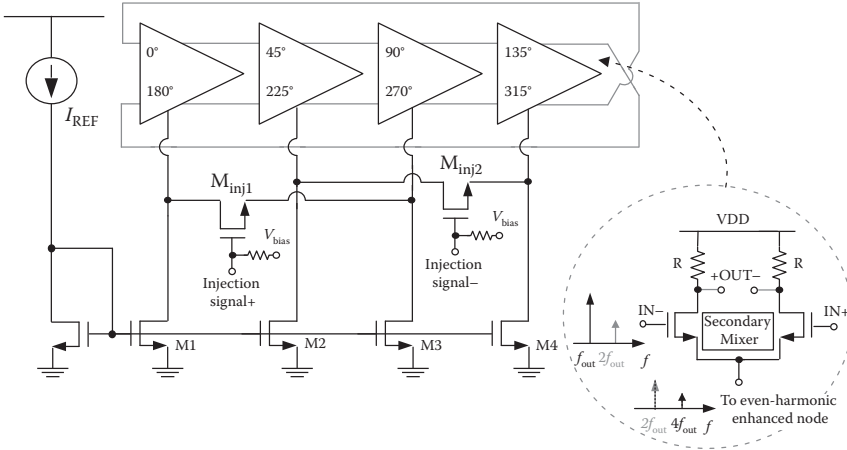 0° 45° 90° 135°
180° 225° 270° 315°
I_REF
M_inj1
M_inj2
V_bias
V_bias
Injection
signal+
Injection
signal−
M1
M2
M3
M4
VDD
R
R
+OUT−
IN−
IN+
Secondary
Mixer
f_out 2f_out f
To even-harmonic
enhanced node
2f_out 4f_out f